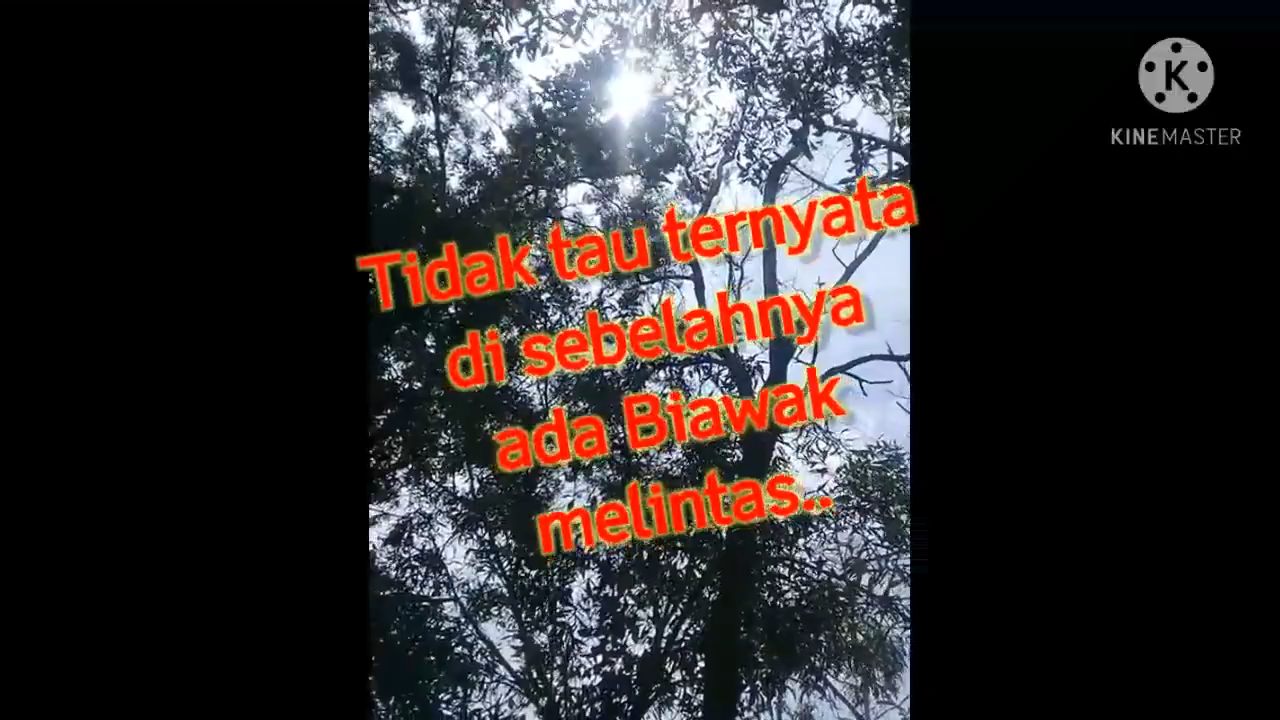 Tidak tau ternyata
di sebelahnya
ada Biawak
melintas..
K
KINEMASTER